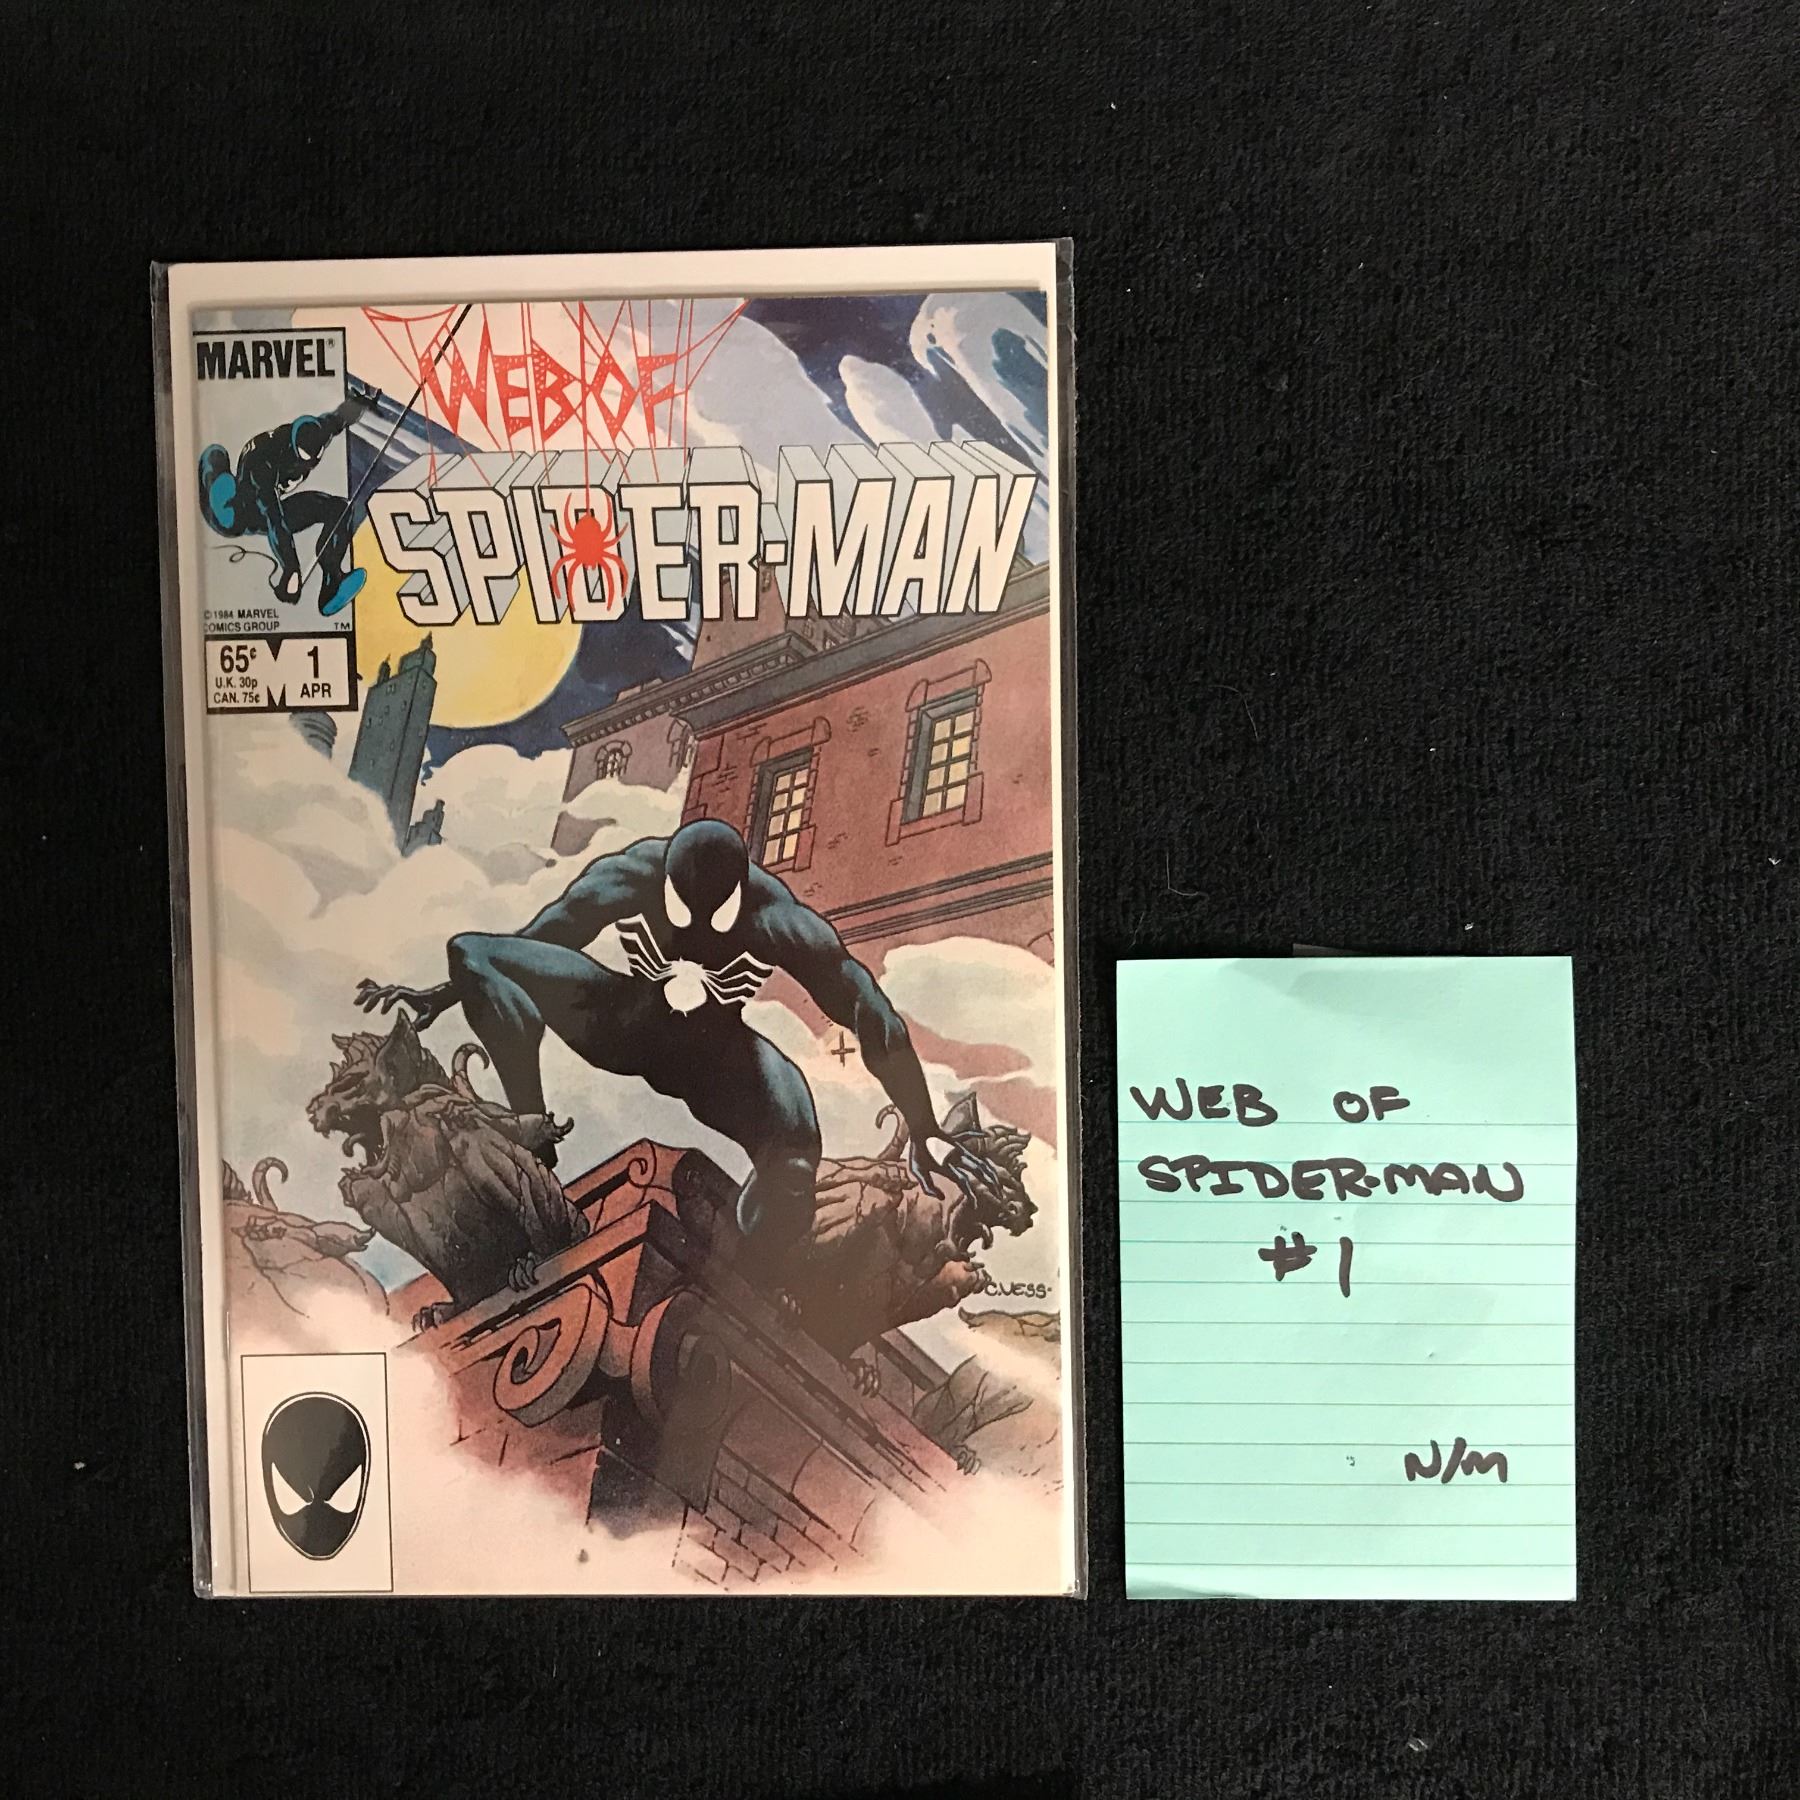 MARVEL®
WEB OF
SPIDER-MAN
© 1984 MARVEL
COMICS GROUP TM
65¢
U.K. 30p
CAN. 75¢
1
APR
C.VESS
WEB OF
SPIDER-MAN
#1
N/M